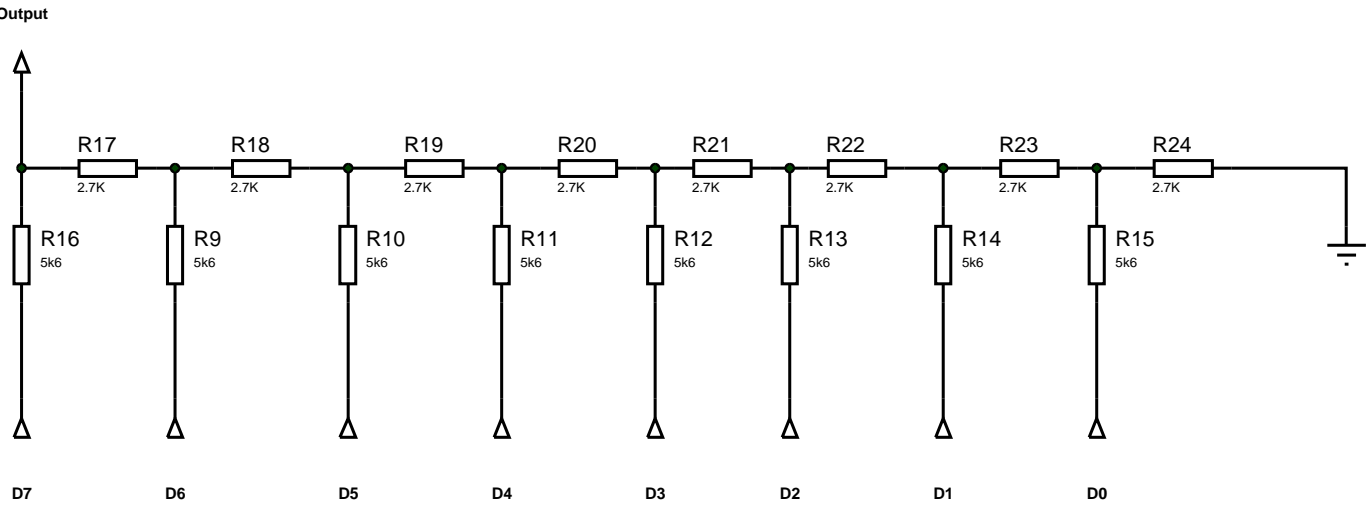 Output
R17 R18 R19 R20 R21 R22 R23 R24
2.7K 2.7K 2.7K 2.7K 2.7K 2.7K 2.7K 2.7K
R16 R9 R10 R11 R12 R13 R14 R15
5k6 5k6 5k6 5k6 5k6 5k6 5k6 5k6
D7 D6 D5 D4 D3 D2 D1 D0